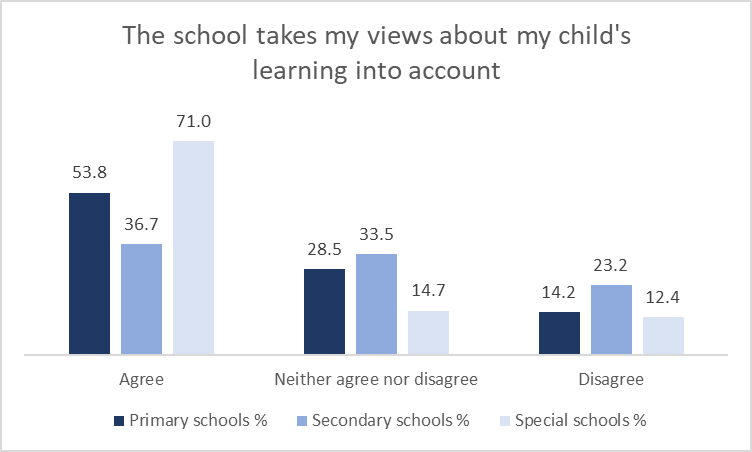 The school takes my views about my child's
learning into account
71.0
53.8
36.7
28.5
33.5
14.7
14.2
23.2
12.4
Agree
Neither agree nor disagree
Disagree
Primary schools %
Secondary schools %
Special schools %